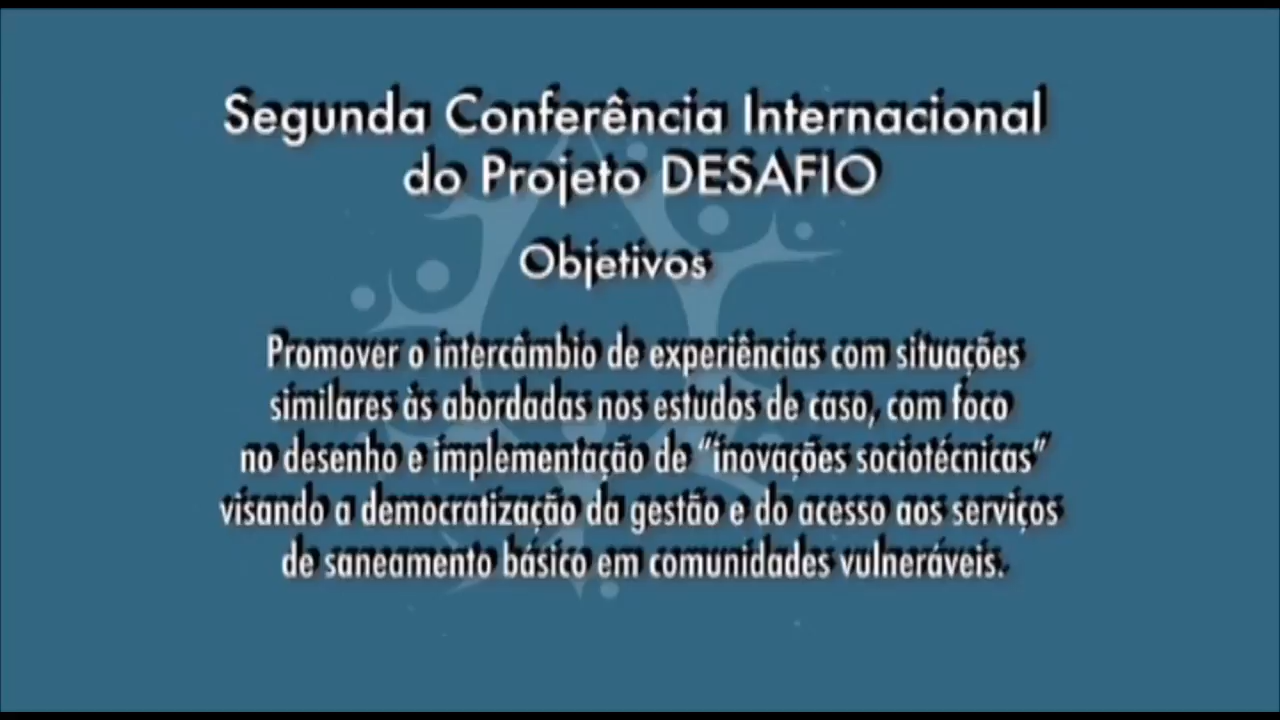 Segunda Conferência Internacional
do Projeto DESAFIO
Objetivos
Promover o intercâmbio de experiências com situações
similares às abordadas nos estudos de caso, com foco
no desenho e implementação de “inovações sociotécnicas”
visando a democratização da gestão e do acesso aos serviços
de saneamento básico em comunidades vulneráveis.